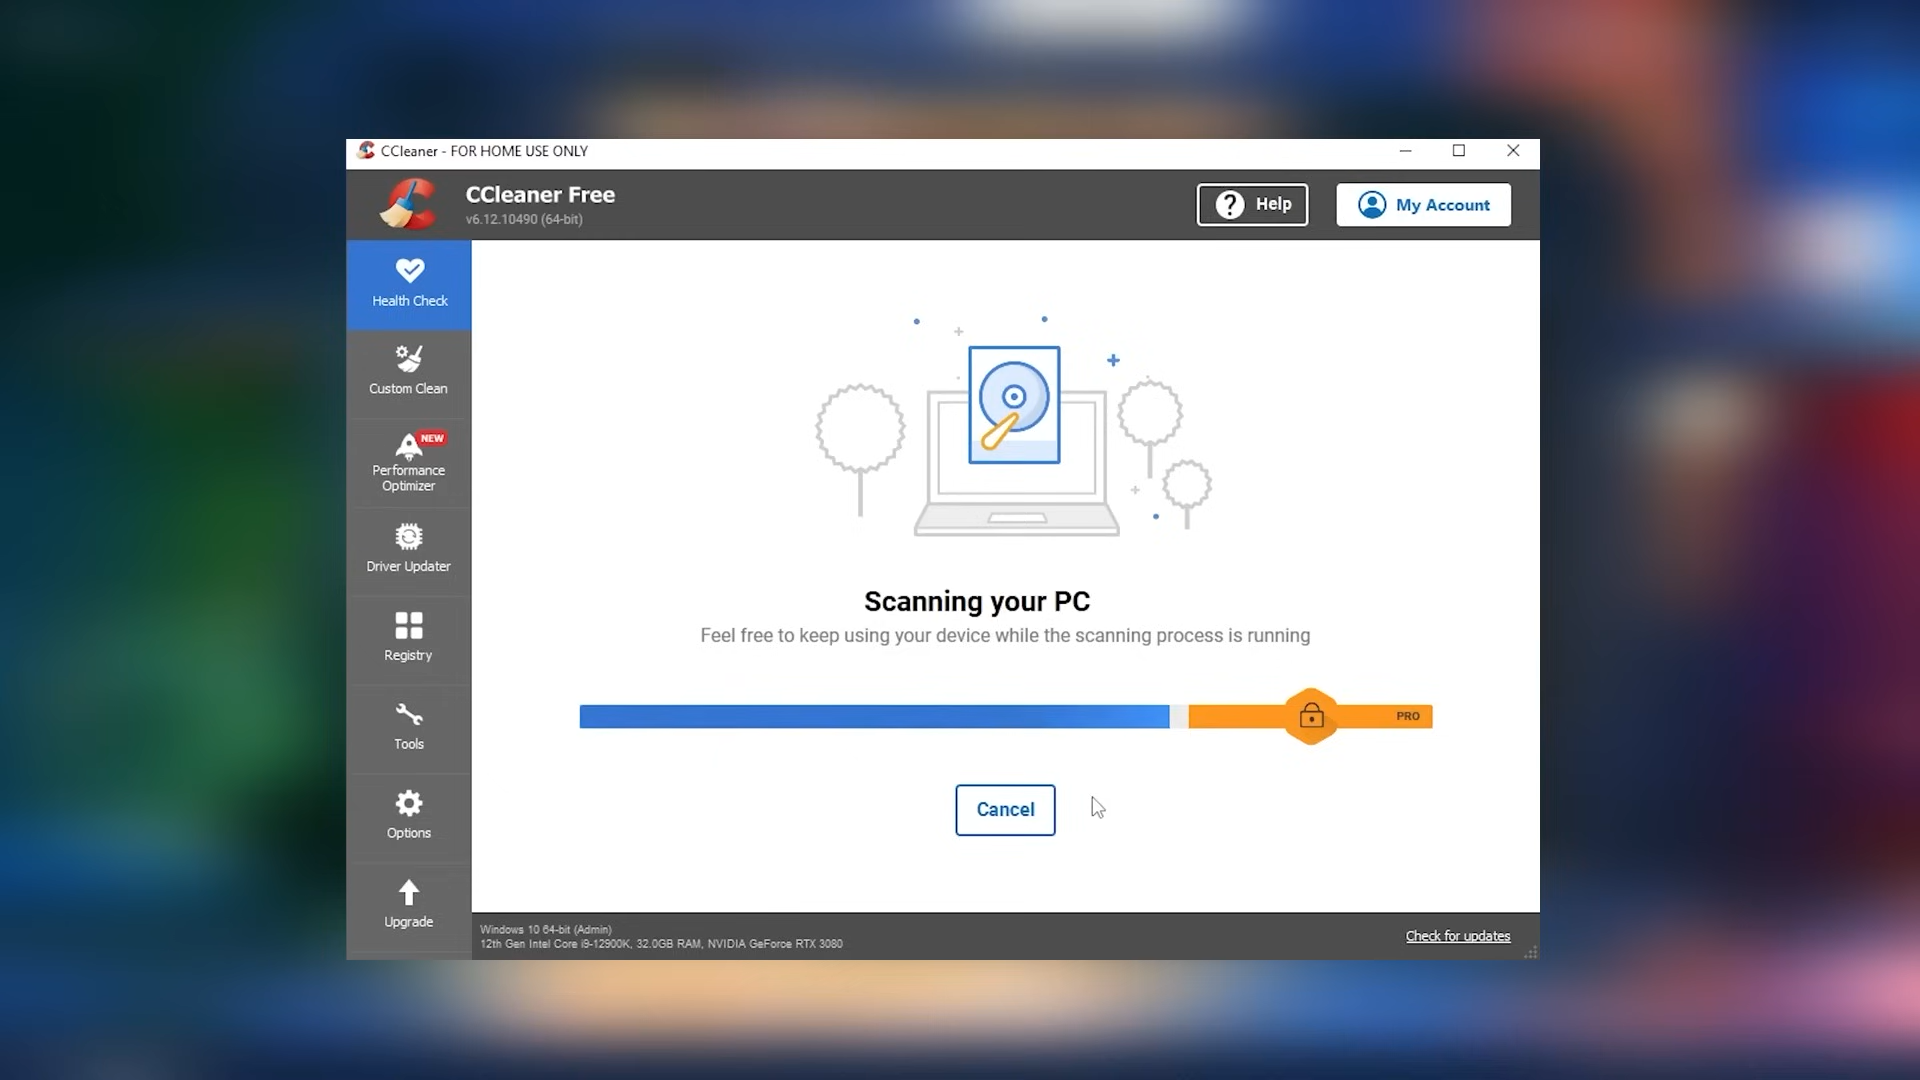 CCleaner - FOR HOME USE ONLY
CCleaner Free
v6.12.10490 (64-bit)
Help
My Account
Health Check
Custom Clean
NEW
Performance
Optimizer
Driver Updater
Registry
Tools
Options
Upgrade
Scanning your PC
Feel free to keep using your device while the scanning process is running
PRO
Cancel
Windows 10 64-bit (Admin)
12th Gen Intel Core i9-12900K, 32.0GB RAM, NVIDIA GeForce RTX 3080
Check for updates